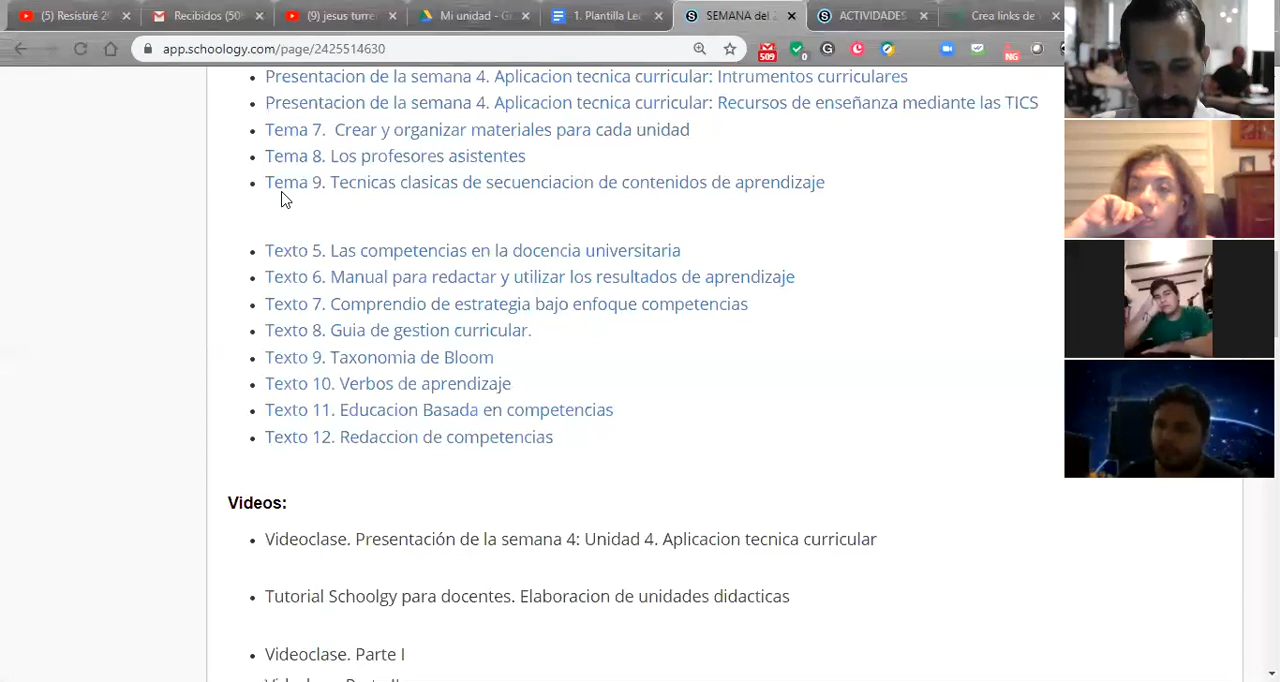 (5) Resistiré 2
Recibidos (50
(9) jesus turre
Mi unidad - G
1. Plantilla Le
SEMANA del
ACTIVIDADES
Crea links de
app.schoology.com/page/2425514630
509
0
G
NG
Presentacion de la semana 4. Aplicacion tecnica curricular: Intrumentos curriculares
Presentacion de la semana 4. Aplicacion tecnica curricular: Recursos de enseñanza mediante las TICS
Tema 7. Crear y organizar materiales para cada unidad
Tema 8. Los profesores asistentes
Tema 9. Tecnicas clasicas de secuenciacion de contenidos de aprendizaje
Texto 5. Las competencias en la docencia universitaria
Texto 6. Manual para redactar y utilizar los resultados de aprendizaje
Texto 7. Comprendio de estrategia bajo enfoque competencias
Texto 8. Guia de gestion curricular.
Texto 9. Taxonomia de Bloom
Texto 10. Verbos de aprendizaje
Texto 11. Educacion Basada en competencias
Texto 12. Redaccion de competencias
Videos:
Videoclase. Presentación de la semana 4: Unidad 4. Aplicacion tecnica curricular
Tutorial Schoolgy para docentes. Elaboracion de unidades didacticas
Videoclase. Parte I